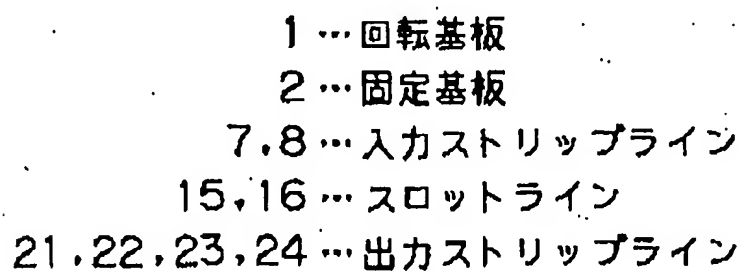 1…回転基板
2…固定基板
7,8…入力ストリップライン
15,16…スロットライン
21,22,23,24…出力ストリップライン